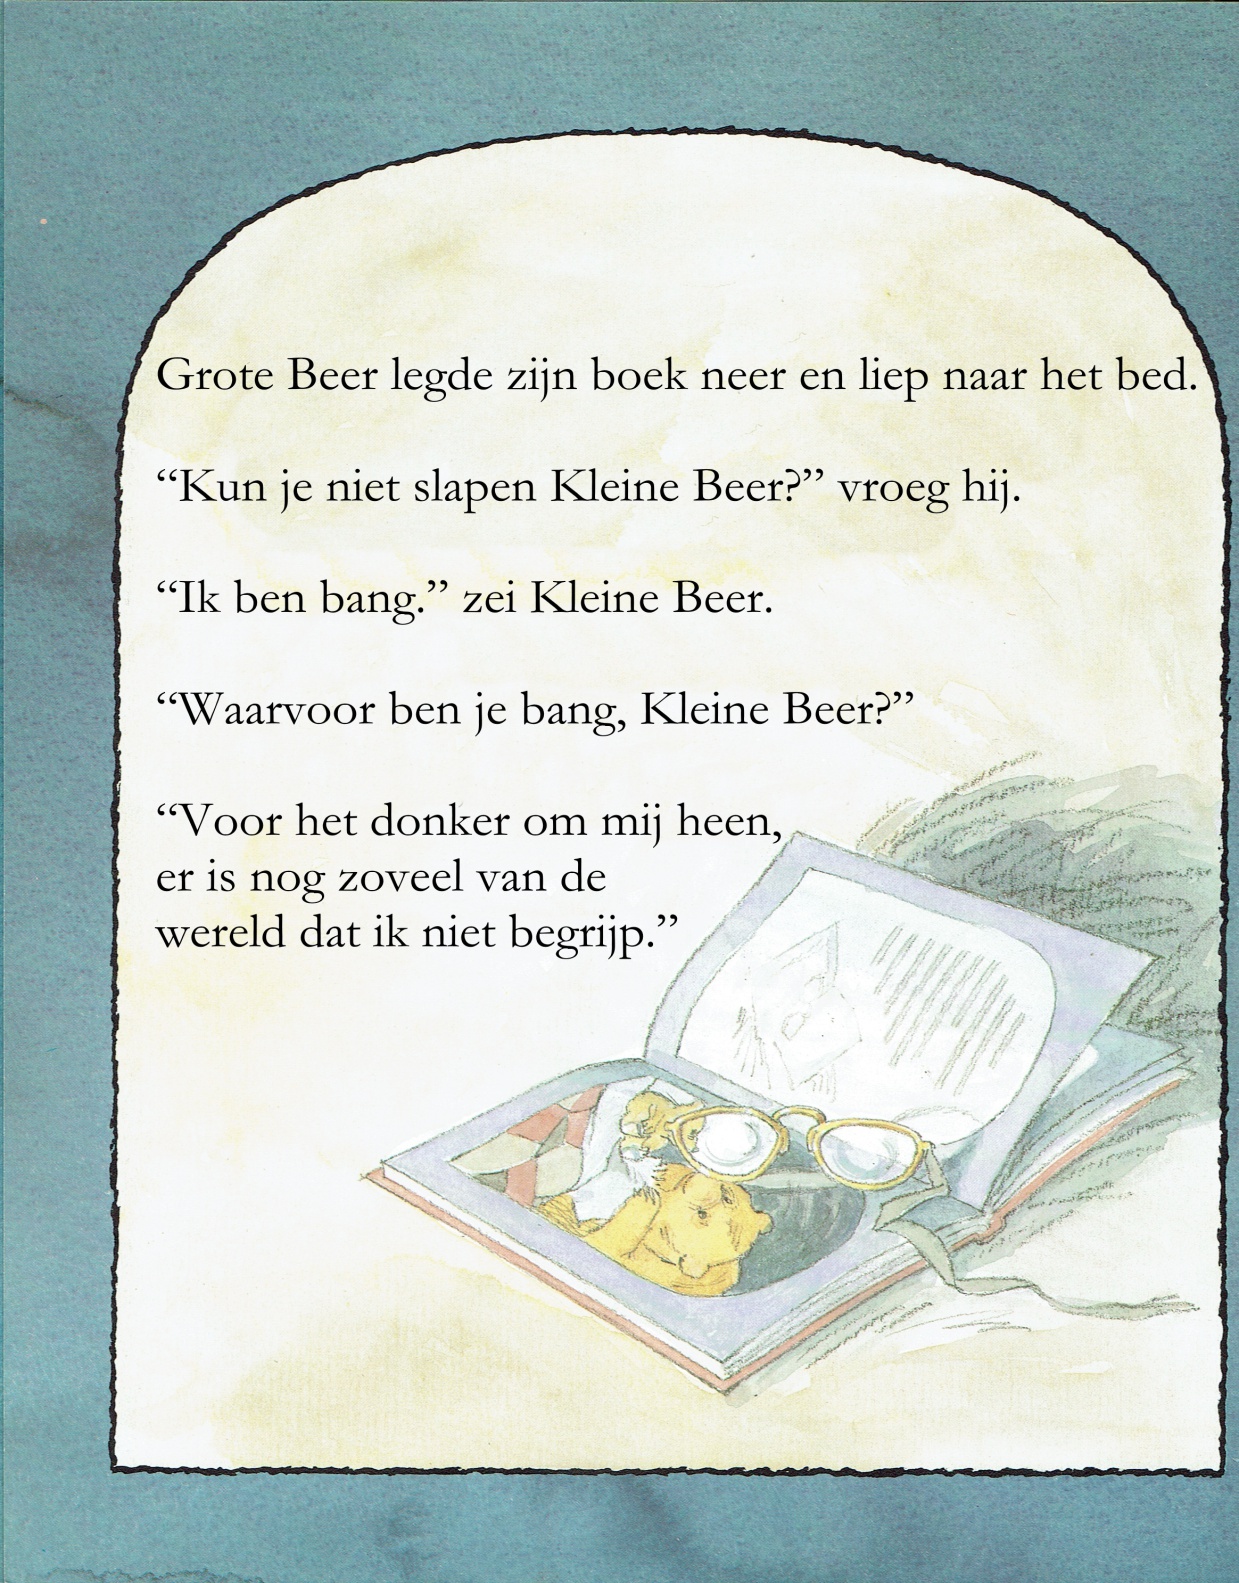 Grote Beer legde zijn boek neer en liep naar het bed.
“Kun je niet slapen Kleine Beer?” vroeg hij.
“Ik ben bang.” zei Kleine Beer.
“Waarvoor ben je bang, Kleine Beer?”
“Voor het donker om mij heen,
er is nog zoveel van de
wereld dat ik niet begrijp.”